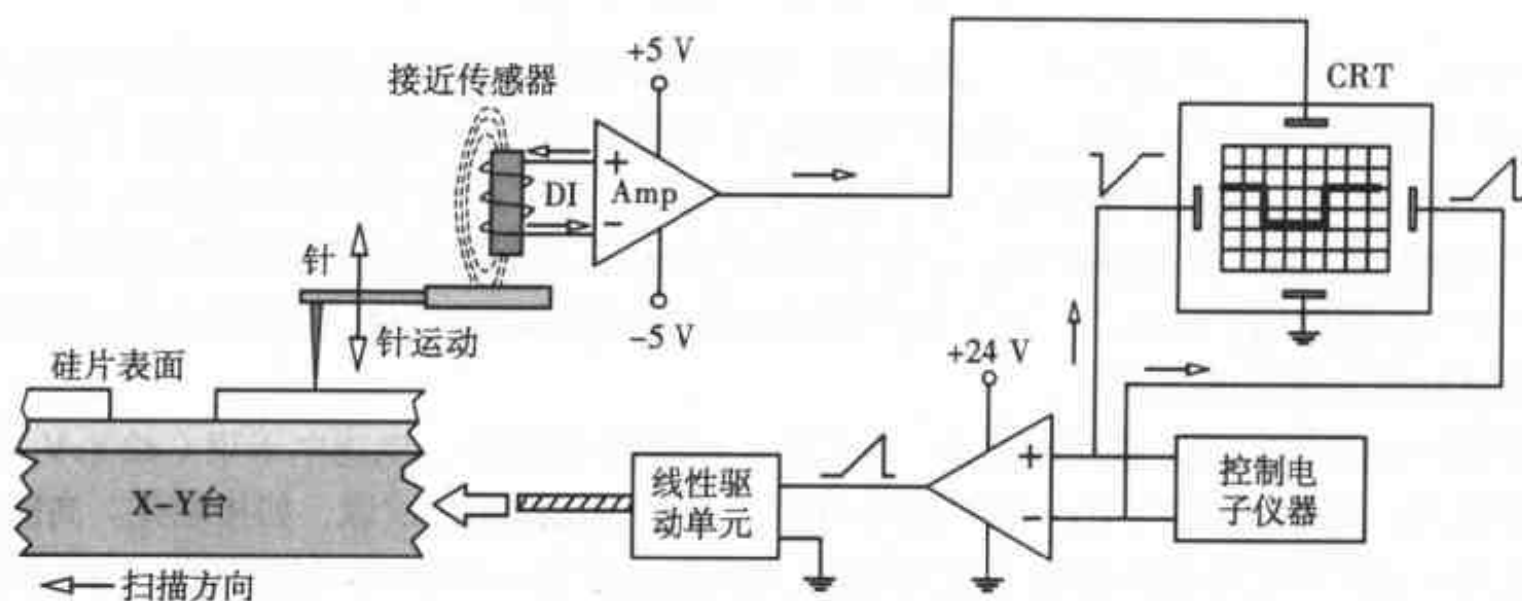 +5 V
接近传感器
CRT
+
DI
Amp
−
针
−5 V
针运动
+24 V
硅片表面
+
线性驱
动单元
控制电
子仪器
X-Y台
−
扫描方向